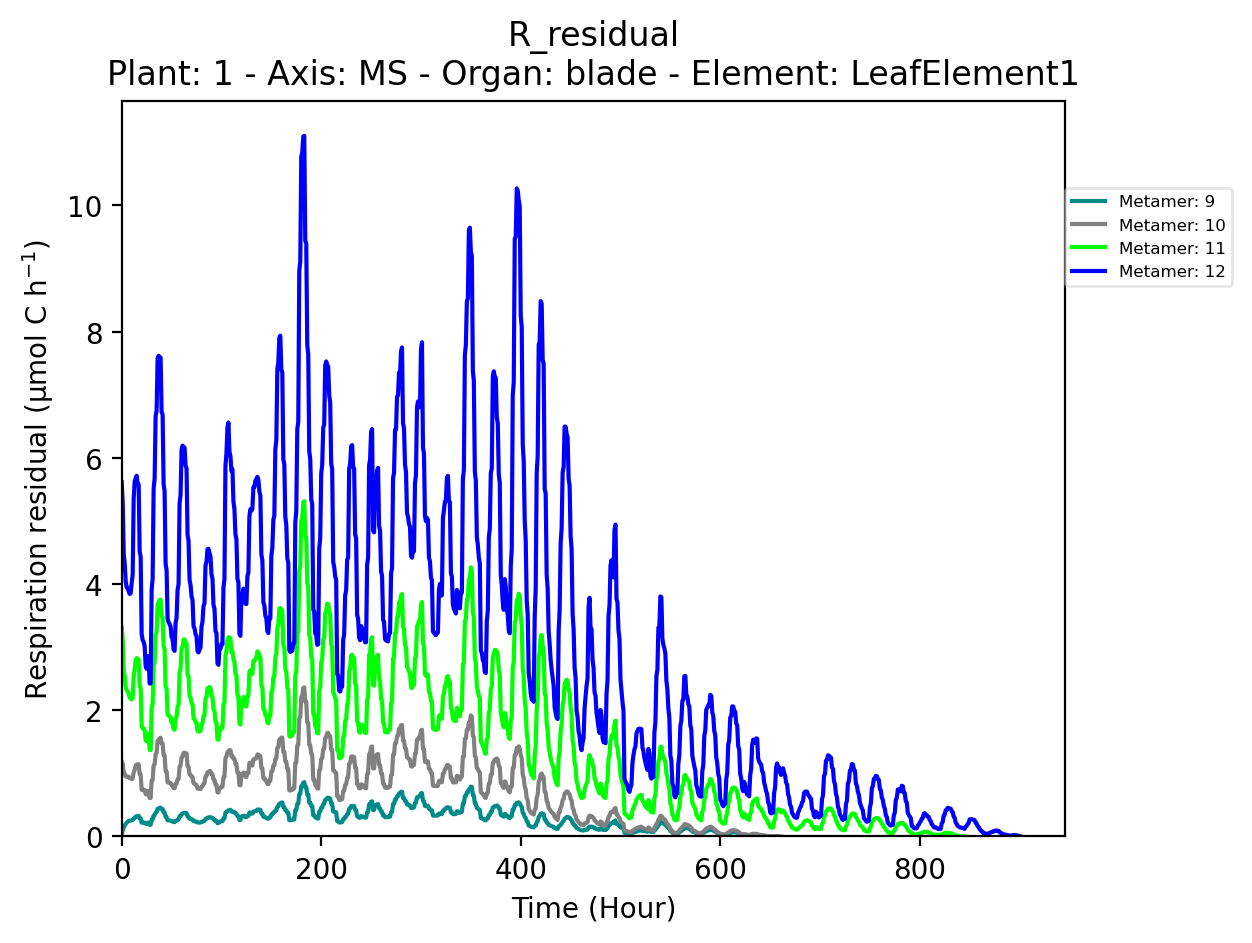 R_residual
Plant: 1 - Axis: MS - Organ: blade - Element: LeafElement1
Respiration residual (µmol C h⁻¹)
10
8
6
4
2
0
0
200
400
600
800
Time (Hour)
Metamer: 9
Metamer: 10
Metamer: 11
Metamer: 12